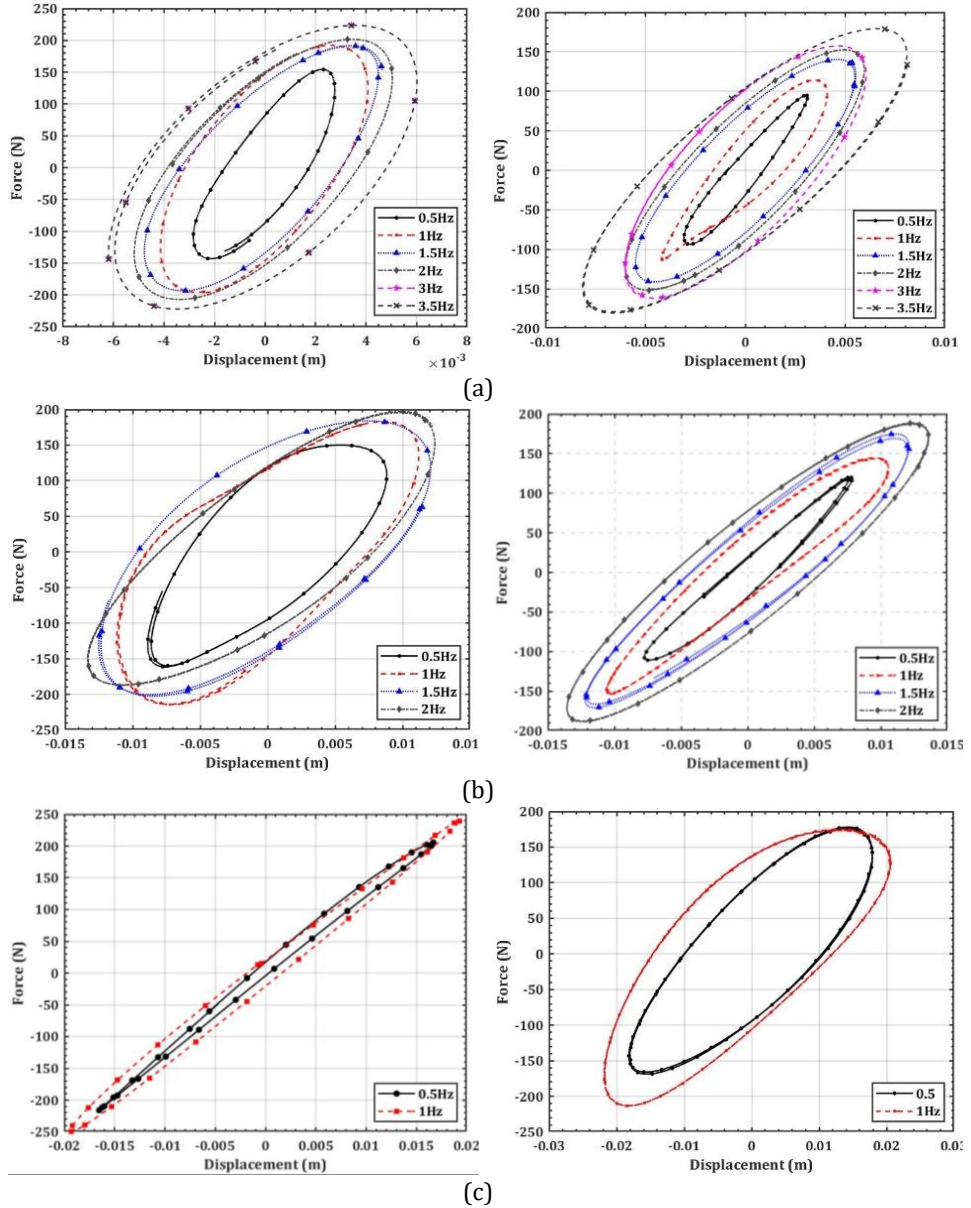 250
200
150
100
50
0
-50
-100
-150
-200
-250
Force (N)
-8 -6 -4 -2 0 2 4 6 8
Displacement (m)
×10⁻³
0.5Hz
1Hz
1.5Hz
2Hz
3Hz
3.5Hz
200
150
100
50
0
-50
-100
-150
-200
Force (N)
-0.01 -0.005 0 0.005 0.01
Displacement (m)
0.5Hz
1Hz
1.5Hz
2Hz
3Hz
3.5Hz
(a)
200
150
100
50
0
-50
-100
-150
-200
-250
Force (N)
-0.015 -0.01 -0.005 0 0.005 0.01 0.01
Displacement (m)
0.5Hz
1Hz
1.5Hz
2Hz
200
150
100
50
0
-50
-100
-150
-200
Force (N)
-0.015 -0.01 -0.005 0 0.005 0.01 0.015
Displacement (m)
0.5Hz
1Hz
1.5Hz
2Hz
(b)
250
200
150
100
50
0
-50
-100
-150
-200
-250
Force (N)
-0.02 -0.015 -0.01 -0.005 0 0.005 0.01 0.015 0.02
Displacement (m)
0.5Hz
1Hz
200
150
100
50
0
-50
-100
-150
-200
-250
Force (N)
-0.03 -0.02 -0.01 0 0.01 0.02 0.03
Displacement (m)
0.5
1Hz
(c)